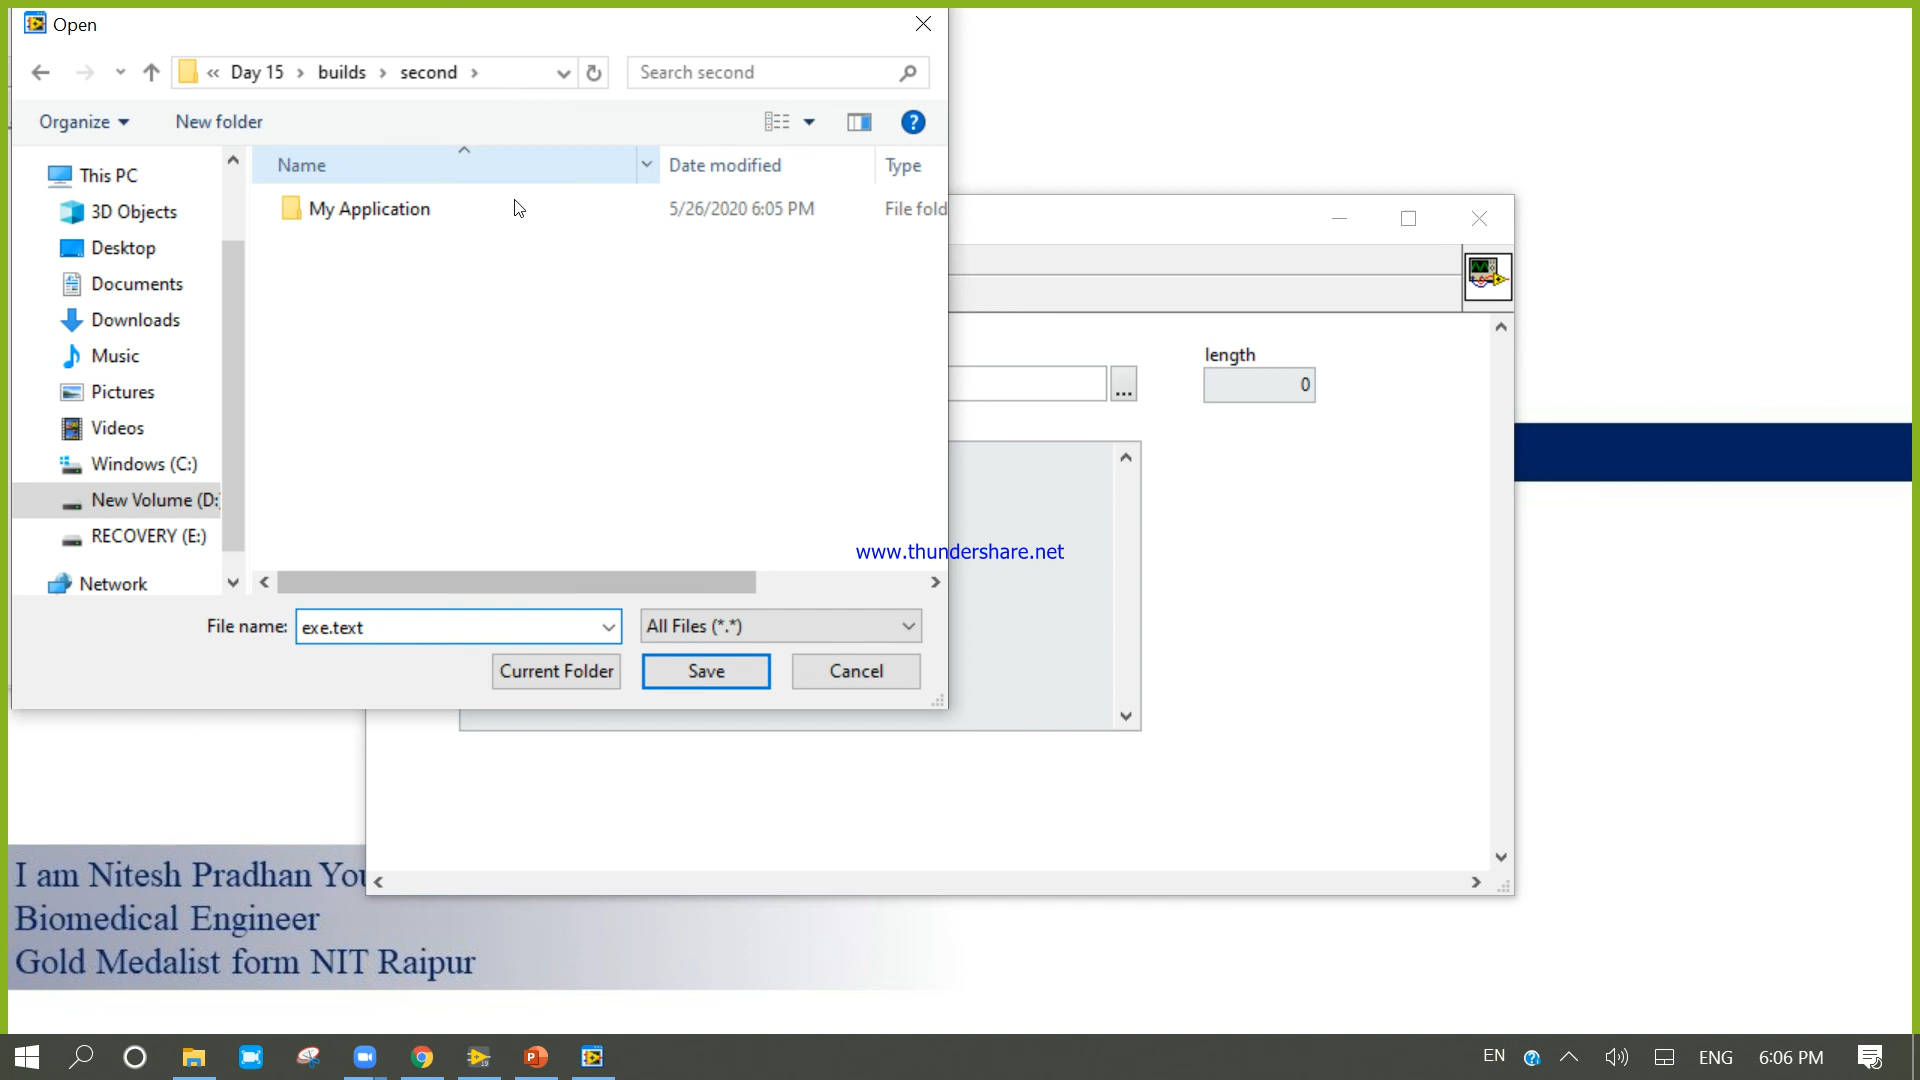 Open
« Day 15 > builds > second >
Search second
Organize
New folder
Name
Date modified
Type
This PC
3D Objects
Desktop
Documents
Downloads
Music
Pictures
Videos
Windows (C:)
New Volume (D:
RECOVERY (E:)
Network
My Application
5/26/2020 6:05 PM
File fold
File name:
exe.text
All Files (*.*)
Current Folder
Save
Cancel
length
0
...
www.thundershare.net
I am Nitesh Pradhan You
Biomedical Engineer
Gold Medalist form NIT Raipur
EN
ENG
6:06 PM